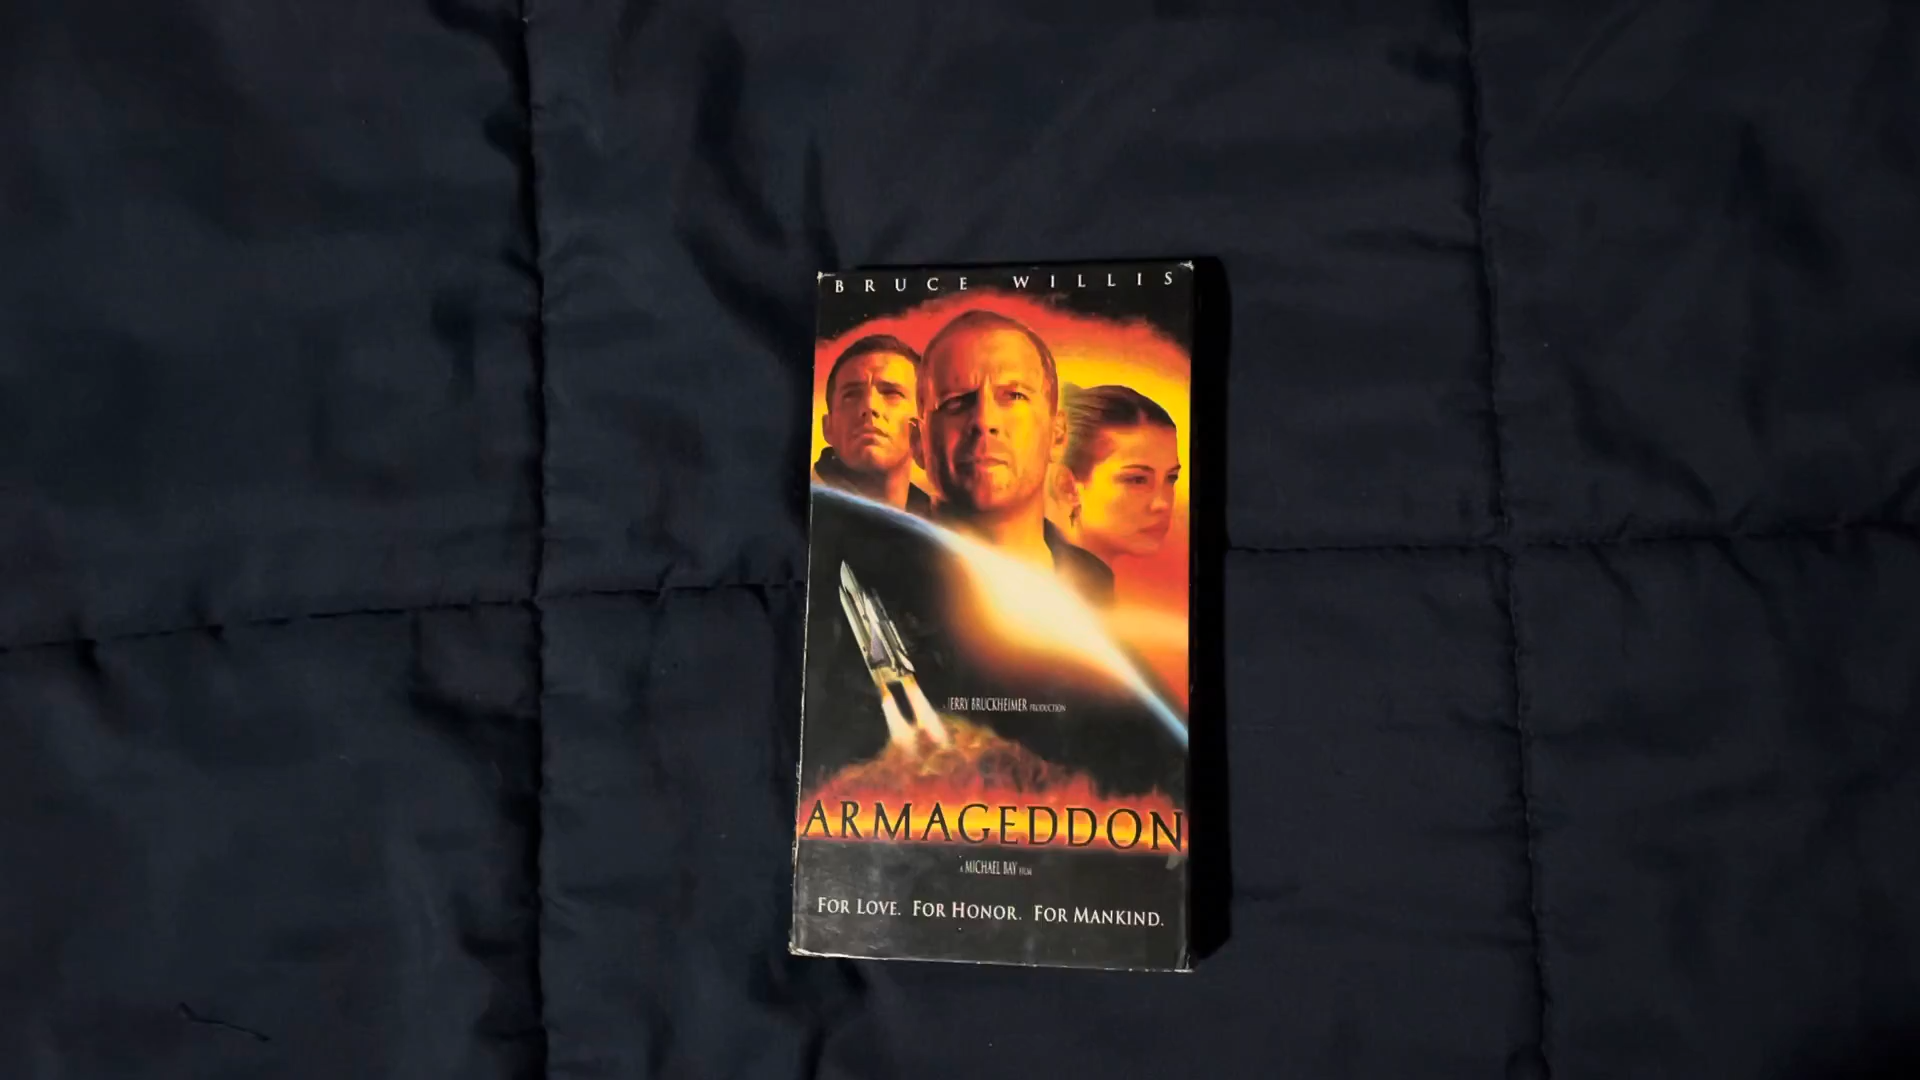 BRUCE WILLIS
A JERRY BRUCKHEIMER PRODUCTION
ARMAGEDDON
A MICHAEL BAY FILM
FOR LOVE. FOR HONOR. FOR MANKIND.